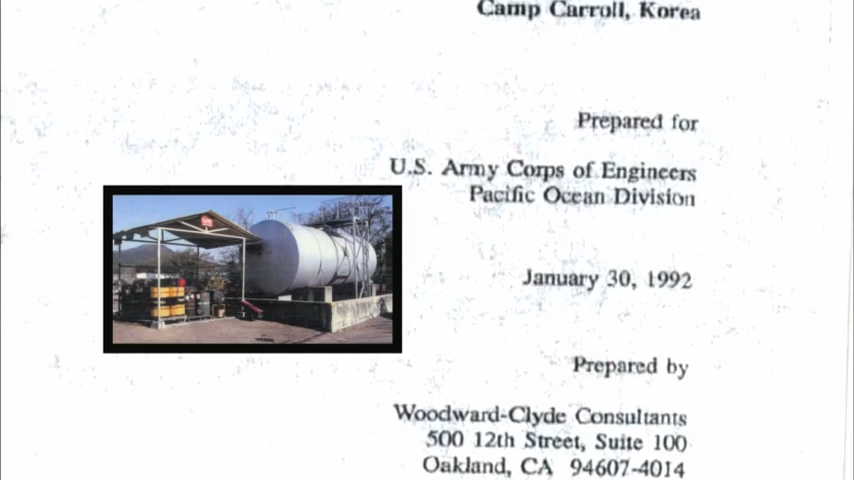 Camp Carroll, Korea
Prepared for
U.S. Army Corps of Engineers
Pacific Ocean Division
January 30, 1992
Prepared by
Woodward-Clyde Consultants
500 12th Street, Suite 100
Oakland, CA 94607-4014